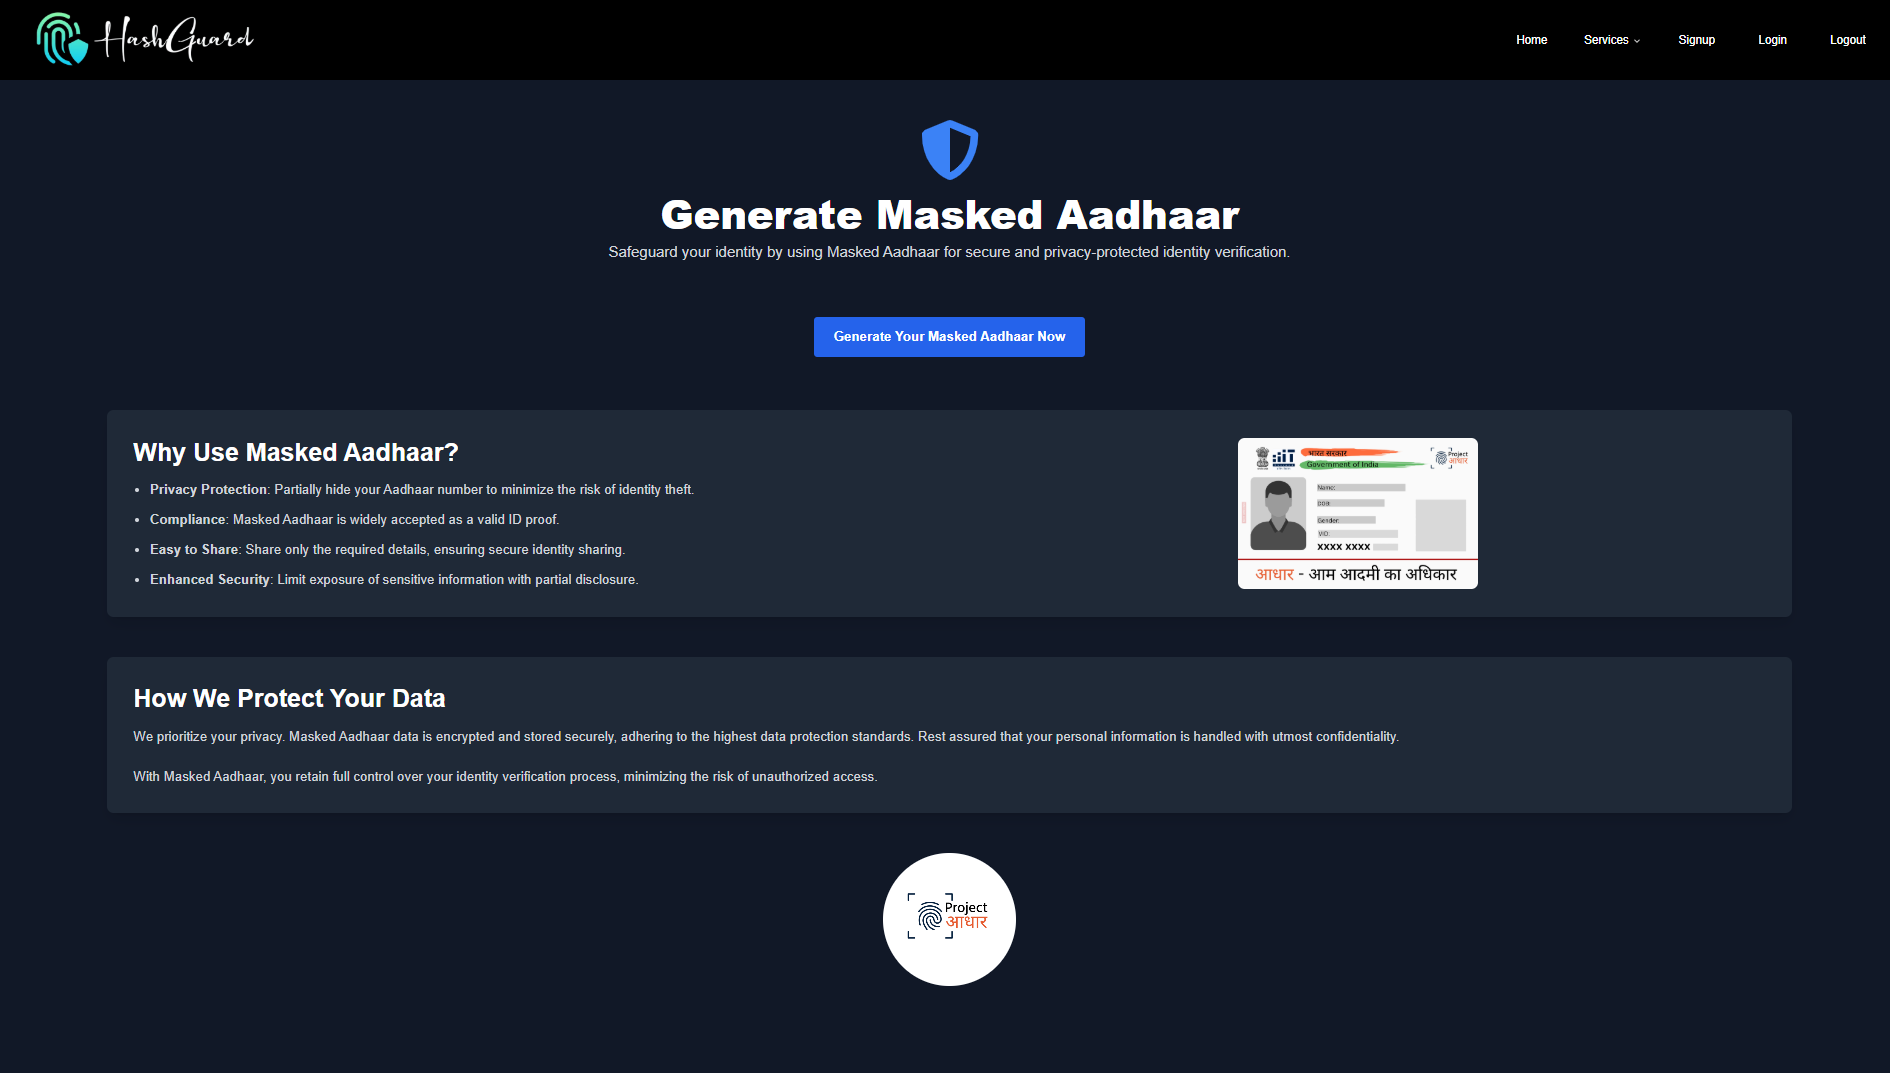 HashGuard
Home Services Signup Login Logout
Generate Masked Aadhaar
Safeguard your identity by using Masked Aadhaar for secure and privacy-protected identity verification.
Generate Your Masked Aadhaar Now
Why Use Masked Aadhaar?
• Privacy Protection: Partially hide your Aadhaar number to minimize the risk of identity theft.
• Compliance: Masked Aadhaar is widely accepted as a valid ID proof.
• Easy to Share: Share only the required details, ensuring secure identity sharing.
• Enhanced Security: Limit exposure of sensitive information with partial disclosure.
भारत सरकार
Government of India
Project
आधार
Name:
DOB:
Gender:
VID:
XXXX XXXX
आधार - आम आदमी का अधिकार
How We Protect Your Data
We prioritize your privacy. Masked Aadhaar data is encrypted and stored securely, adhering to the highest data protection standards. Rest assured that your personal information is handled with utmost confidentiality.
With Masked Aadhaar, you retain full control over your identity verification process, minimizing the risk of unauthorized access.
Project
आधार